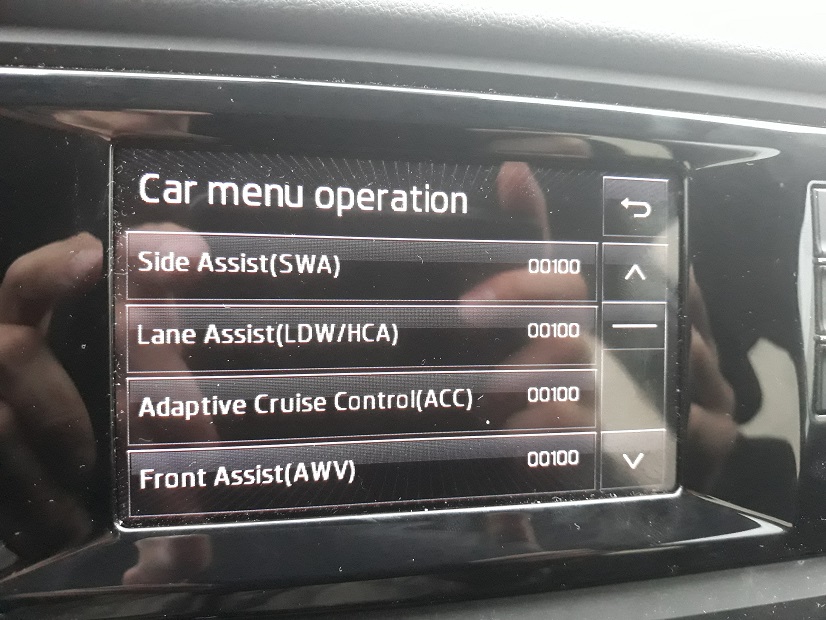 Car menu operation
Side Assist(SWA) 00100
Lane Assist(LDW/HCA) 00100
Adaptive Cruise Control(ACC) 00100
Front Assist(AWV) 00100